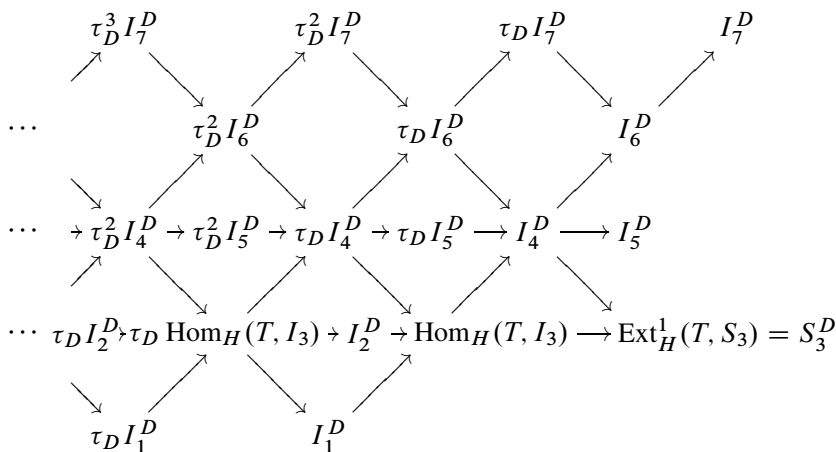 τ_D^3 I_7^D τ_D^2 I_7^D τ_D I_7^D I_7^D
⋯ τ_D^2 I_6^D τ_D I_6^D I_6^D
⋯ → τ_D^2 I_4^D → τ_D^2 I_5^D → τ_D I_4^D → τ_D I_5^D → I_4^D → I_5^D
⋯ τ_D I_2^D → τ_D Hom_H(T, I_3) → I_2^D → Hom_H(T, I_3) → Ext_H^1(T, S_3) = S_3^D
τ_D I_1^D I_1^D